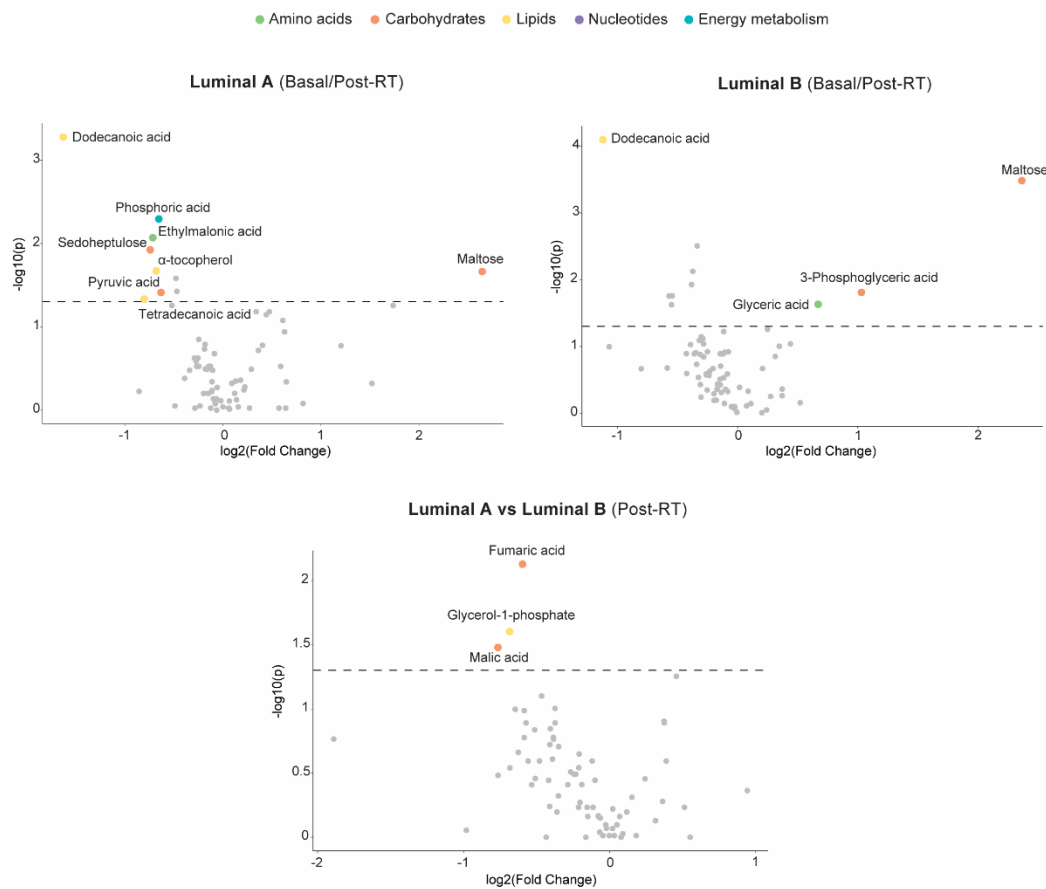 Amino acids Carbohydrates Lipids Nucleotides Energy metabolism
Luminal A (Basal/Post-RT)
Dodecanoic acid
Phosphoric acid
Ethylmalonic acid
Sedoheptulose
α-tocopherol
Pyruvic acid
Tetradecanoic acid
Maltose
3
2
1
0
-log10(p)
-1 0 1 2
log2(Fold Change)
Luminal B (Basal/Post-RT)
Dodecanoic acid
Maltose
3-Phosphoglyceric acid
Glyceric acid
4
3
2
1
0
-log10(p)
-1 0 1 2
log2(Fold Change)
Luminal A vs Luminal B (Post-RT)
Fumaric acid
Glycerol-1-phosphate
Malic acid
2
1.5
1
0.5
0
-log10(p)
-2 -1 0 1
log2(Fold Change)